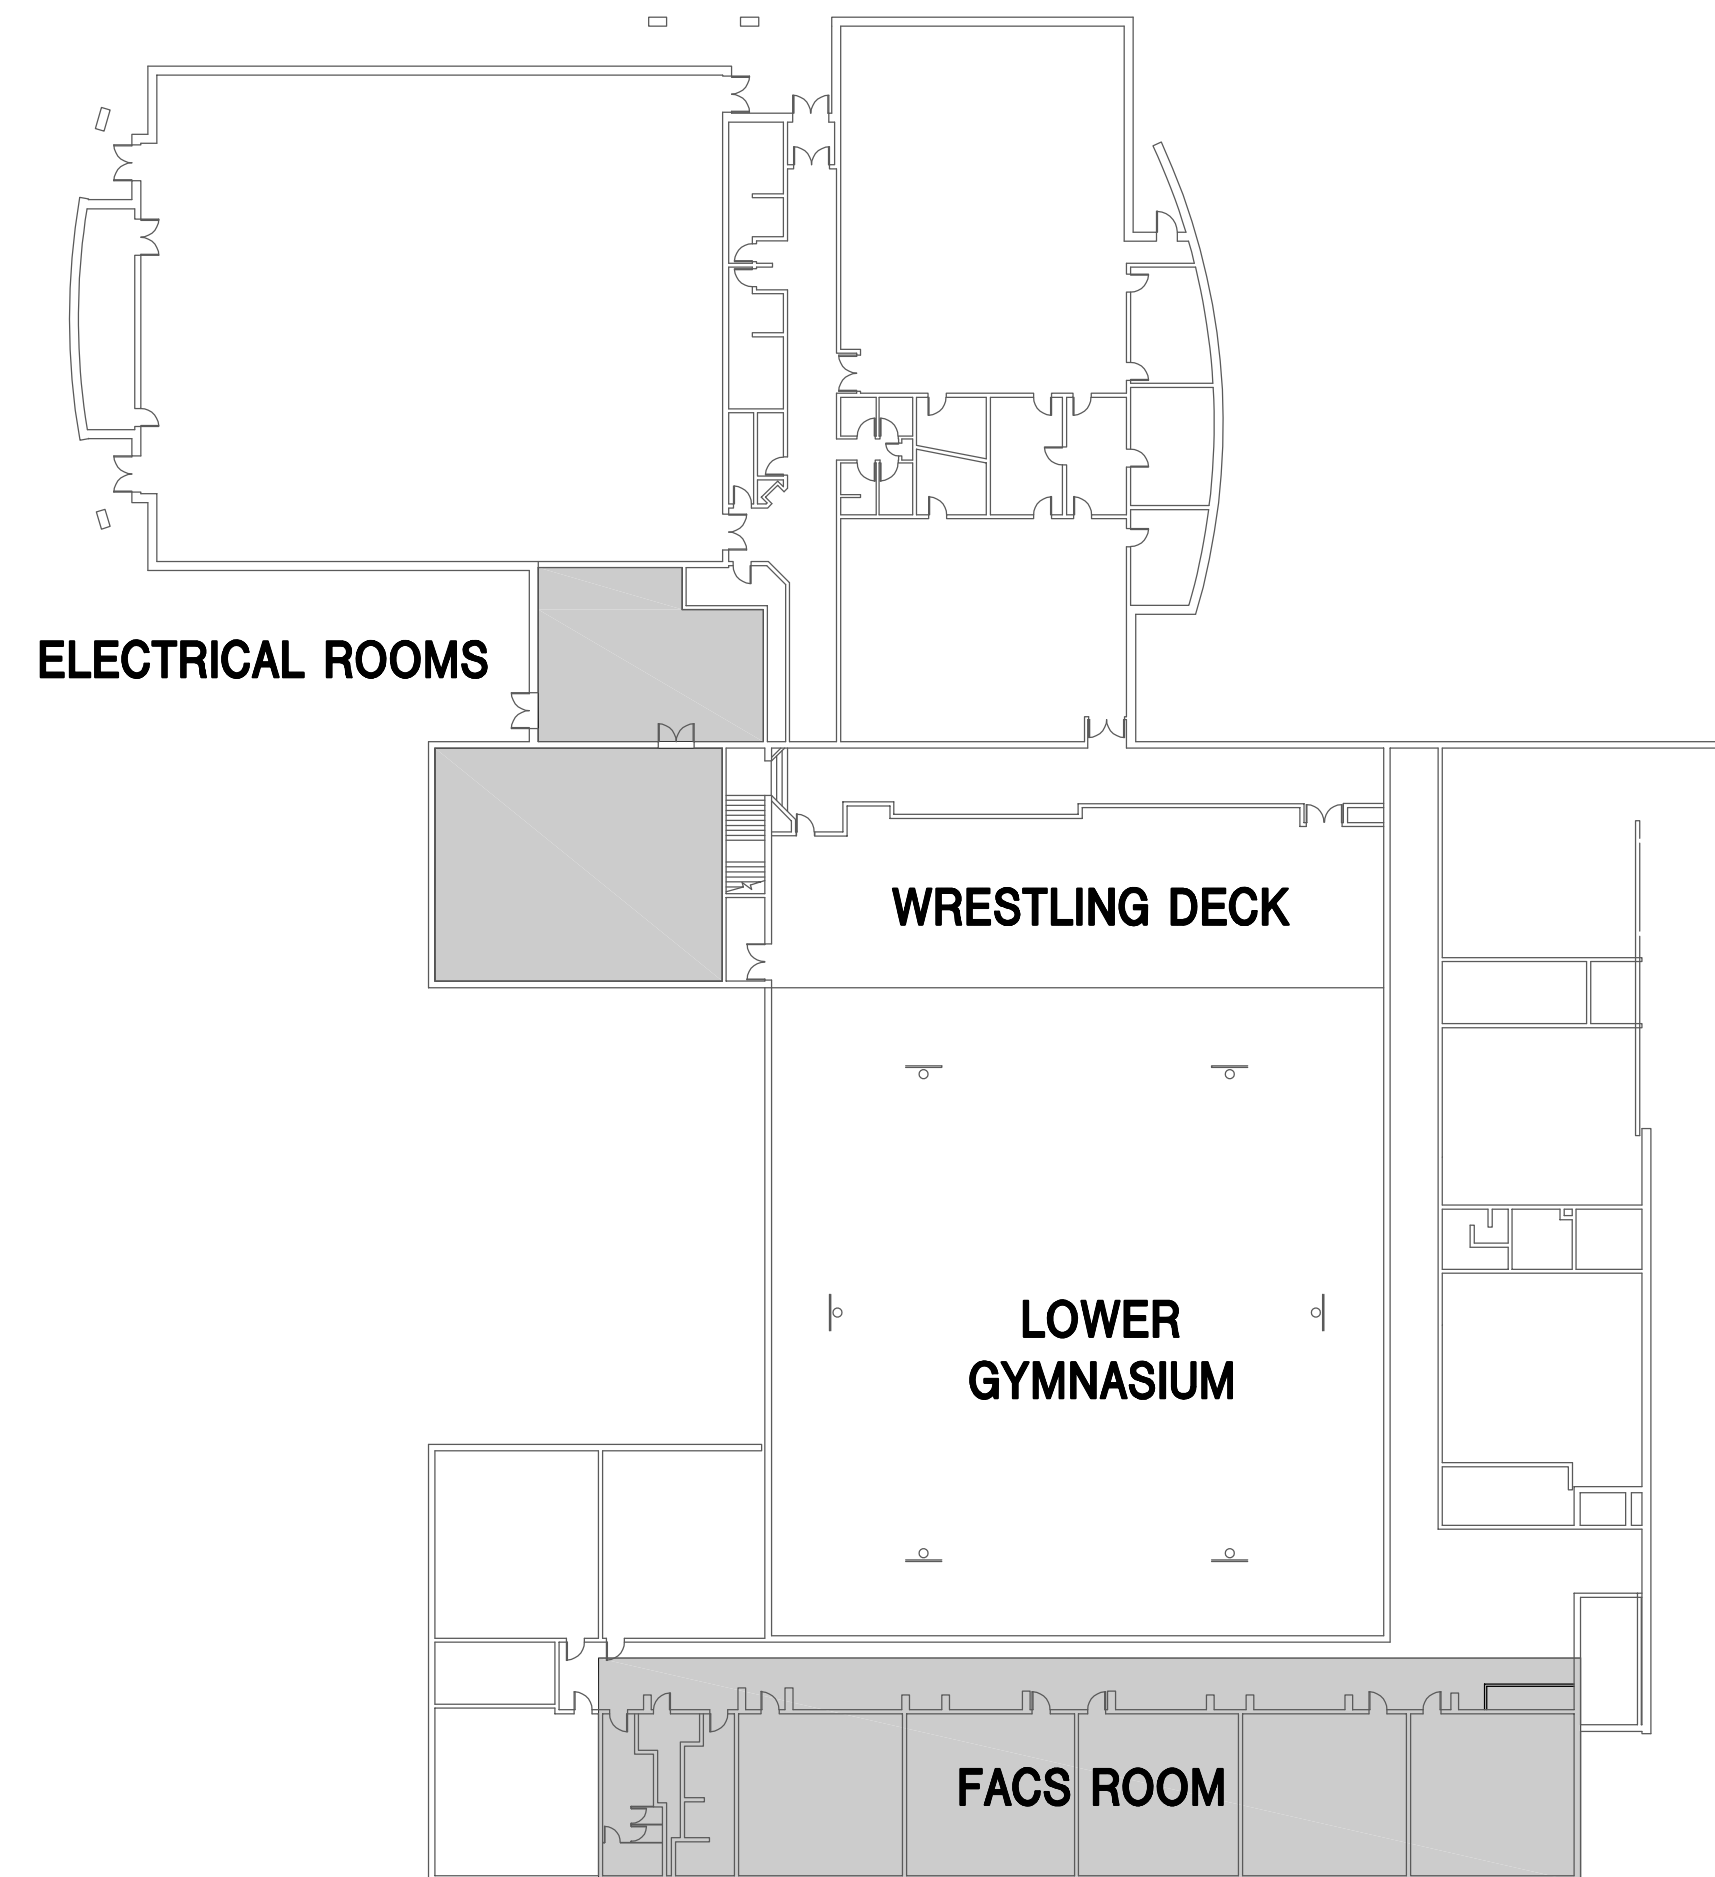 ELECTRICAL ROOMS
WRESTLING DECK
LOWER
GYMNASIUM
FACS ROOM